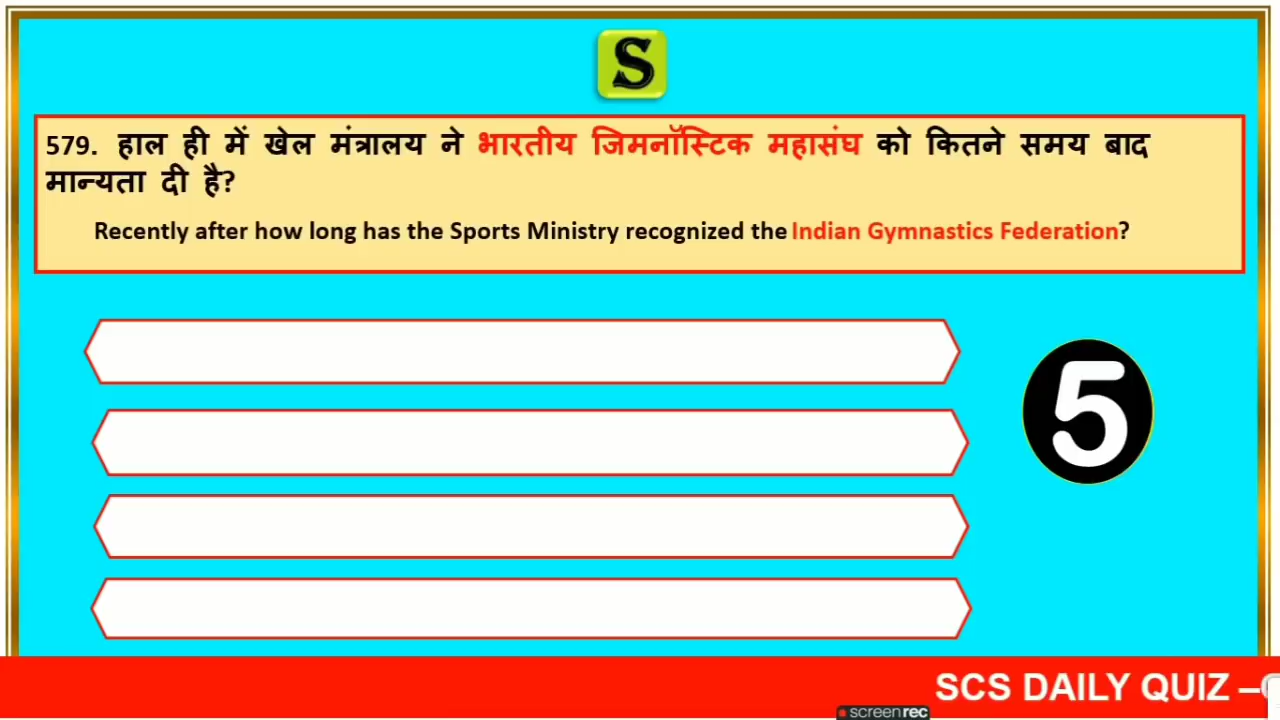 S
579. हाल ही में खेल मंत्रालय ने भारतीय जिमनॉस्टिक महासंघ को कितने समय बाद
मान्यता दी है?
Recently after how long has the Sports Ministry recognized the Indian Gymnastics Federation?
5
SCS DAILY QUIZ –
screenrec